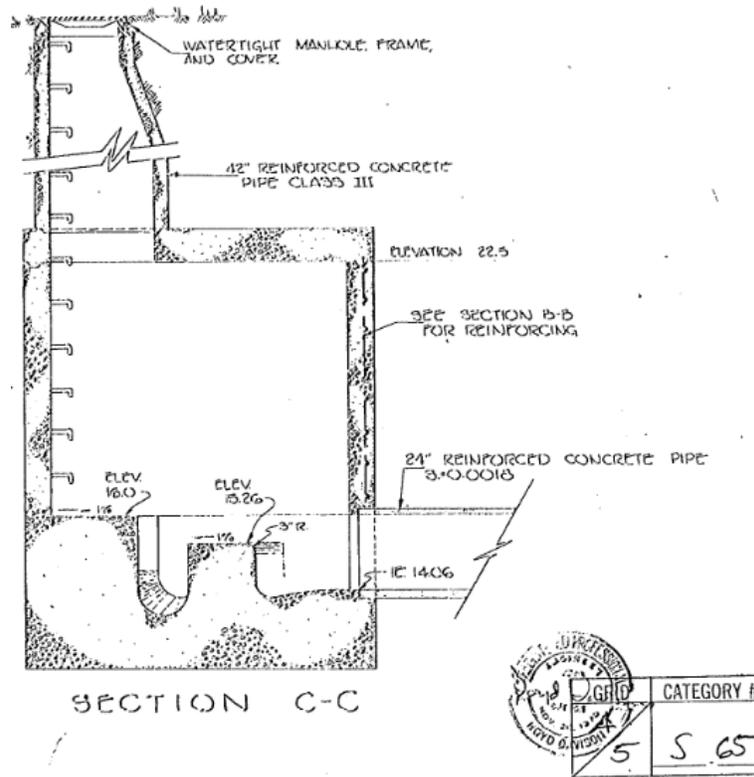 WATERTIGHT MANHOLE, FRAME,
AND COVER
42" REINFORCED CONCRETE
PIPE CLASS III
ELEVATION 22.5
SEE SECTION B-B
FOR REINFORCING
24" REINFORCED CONCRETE PIPE
S=0.0018
ELEV.
16.0
ELEV.
15.26
1%
1%
3" R.
IE 14.06
SECTION C-C
GRID
CATEGORY
5
S 65